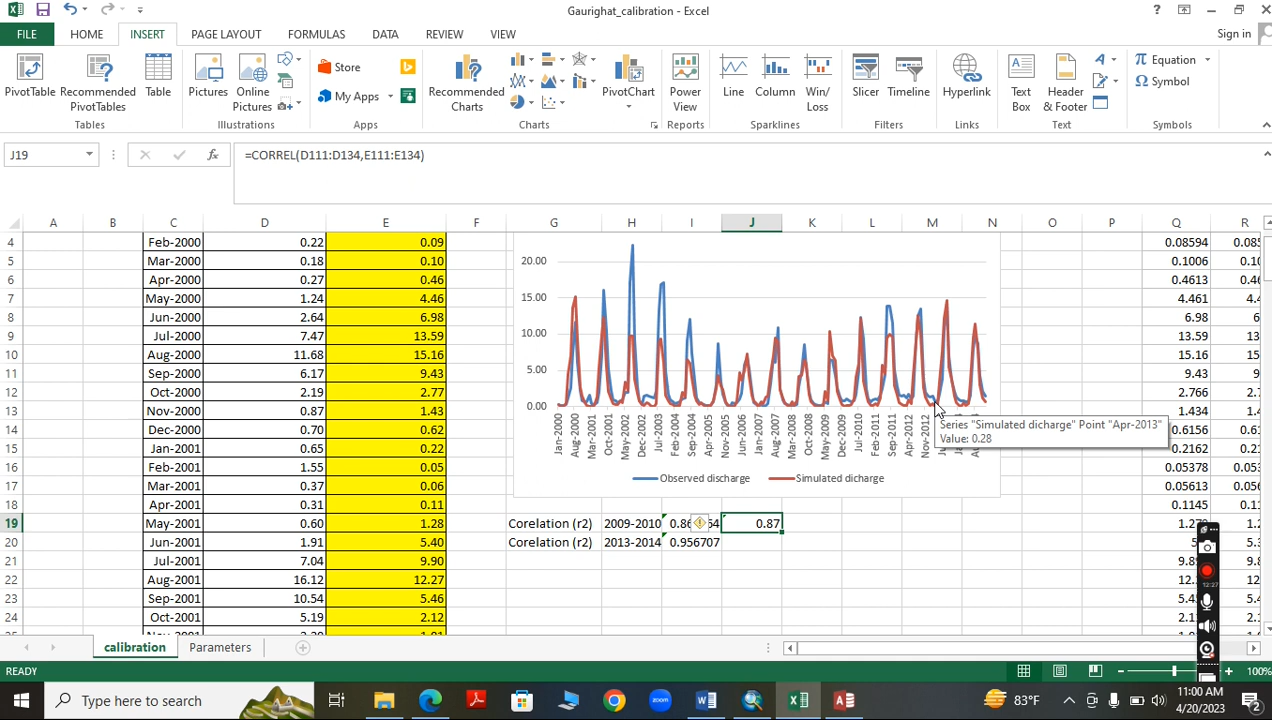 Gaurighat_calibration - Excel
?
FILE HOME INSERT PAGE LAYOUT FORMULAS DATA REVIEW VIEW Sign in
PivotTable Recommended PivotTables Table
Tables
Pictures Online Pictures
Illustrations
Store
My Apps
Apps
Recommended Charts
PivotChart
Charts
Power View
Reports
Line Column Win/Loss
Sparklines
Slicer Timeline
Filters
Hyperlink
Links
Text Box Header & Footer
Text
Equation
Symbol
Symbols
J19 fx =CORREL(D111:D134,E111:E134)
A B C D E F G H I J K L M N O P Q R
4 Feb-2000 0.22 0.09 0.08594
5 Mar-2000 0.18 0.10 0.1006
6 Apr-2000 0.27 0.46 0.4613
7 May-2000 1.24 4.46 4.461
8 Jun-2000 2.64 6.98 6.98
9 Jul-2000 7.47 13.59 13.59
10 Aug-2000 11.68 15.16 15.16
11 Sep-2000 6.17 9.43 9.43
12 Oct-2000 2.19 2.77 2.766
13 Nov-2000 0.87 1.43 1.434
14 Dec-2000 0.70 0.62 0.6156
15 Jan-2001 0.65 0.22 0.2162
16 Feb-2001 1.55 0.05 0.05378
17 Mar-2001 0.37 0.06 0.05613
18 Apr-2001 0.31 0.11 0.1145
19 May-2001 0.60 1.28
20 Jun-2001 1.91 5.40
21 Jul-2001 7.04 9.90
22 Aug-2001 16.12 12.27
23 Sep-2001 10.54 5.46
24 Oct-2001 5.19 2.12
20.00
15.00
10.00
5.00
0.00
Jan-2000 Aug-2000 Mar-2001 Oct-2001 May-2002 Dec-2002 Jul-2003 Feb-2004 Sep-2004 Apr-2005 Nov-2005 Jun-2006 Jan-2007 Aug-2007 Mar-2008 Oct-2008 May-2009 Dec-2009 Jul-2010 Feb-2011 Sep-2011 Apr-2012 Nov-2012
Series "Simulated dicharge" Point "Apr-2013"
Value: 0.28
Observed discharge Simulated dicharge
Corelation (r2) 2009-2010 0.87
Corelation (r2) 2013-2014 0.956707
calibration Parameters
READY 100%
12:27
Type here to search
83°F
11:00 AM
4/20/2023
2